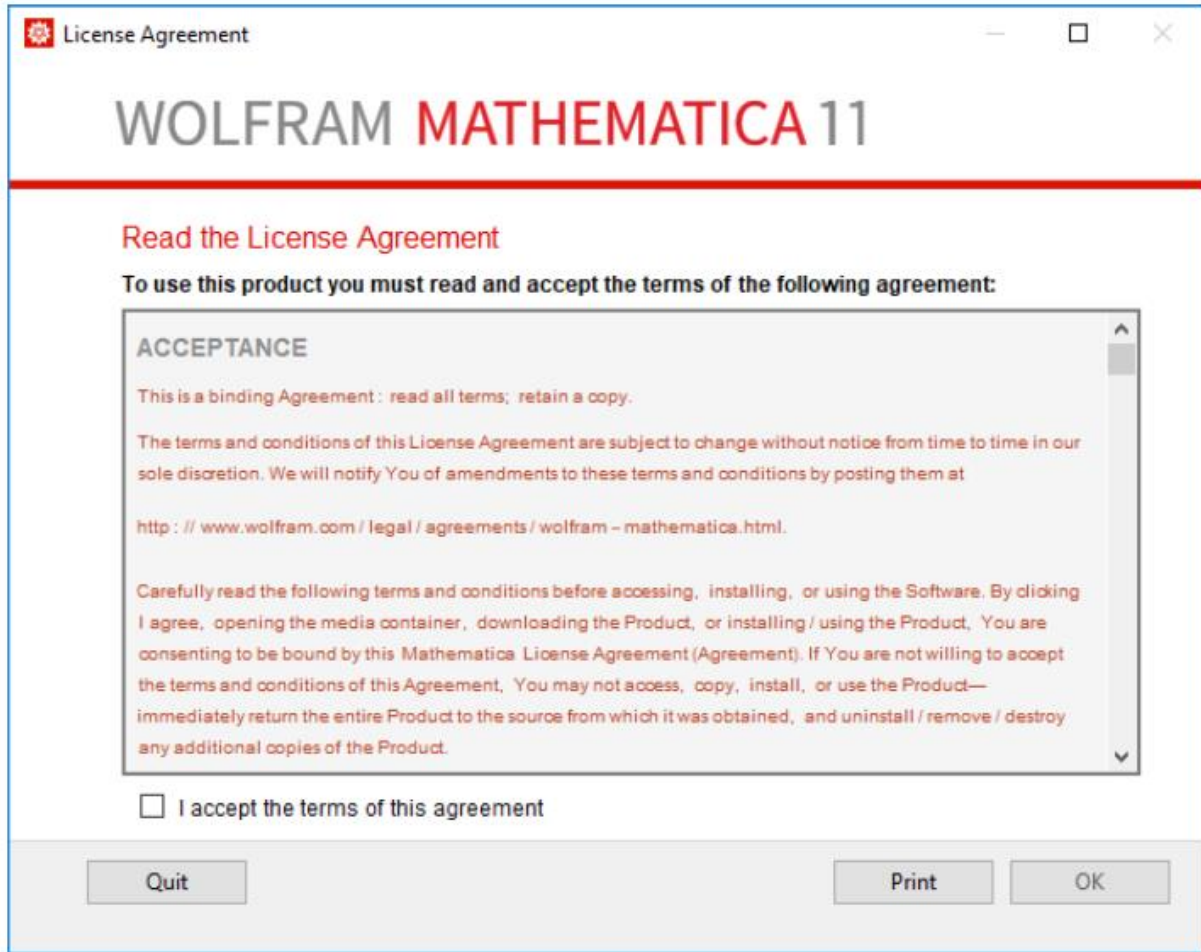 License Agreement
WOLFRAM MATHEMATICA 11
Read the License Agreement
To use this product you must read and accept the terms of the following agreement:
ACCEPTANCE
This is a binding Agreement : read all terms; retain a copy.
The terms and conditions of this License Agreement are subject to change without notice from time to time in our
sole discretion. We will notify You of amendments to these terms and conditions by posting them at
http : // www.wolfram.com / legal / agreements / wolfram – mathematica.html.
Carefully read the following terms and conditions before accessing, installing, or using the Software. By clicking
I agree, opening the media container, downloading the Product, or installing / using the Product, You are
consenting to be bound by this Mathematica License Agreement (Agreement). If You are not willing to accept
the terms and conditions of this Agreement, You may not access, copy, install, or use the Product—
immediately return the entire Product to the source from which it was obtained, and uninstall / remove / destroy
any additional copies of the Product.
I accept the terms of this agreement
Quit Print OK